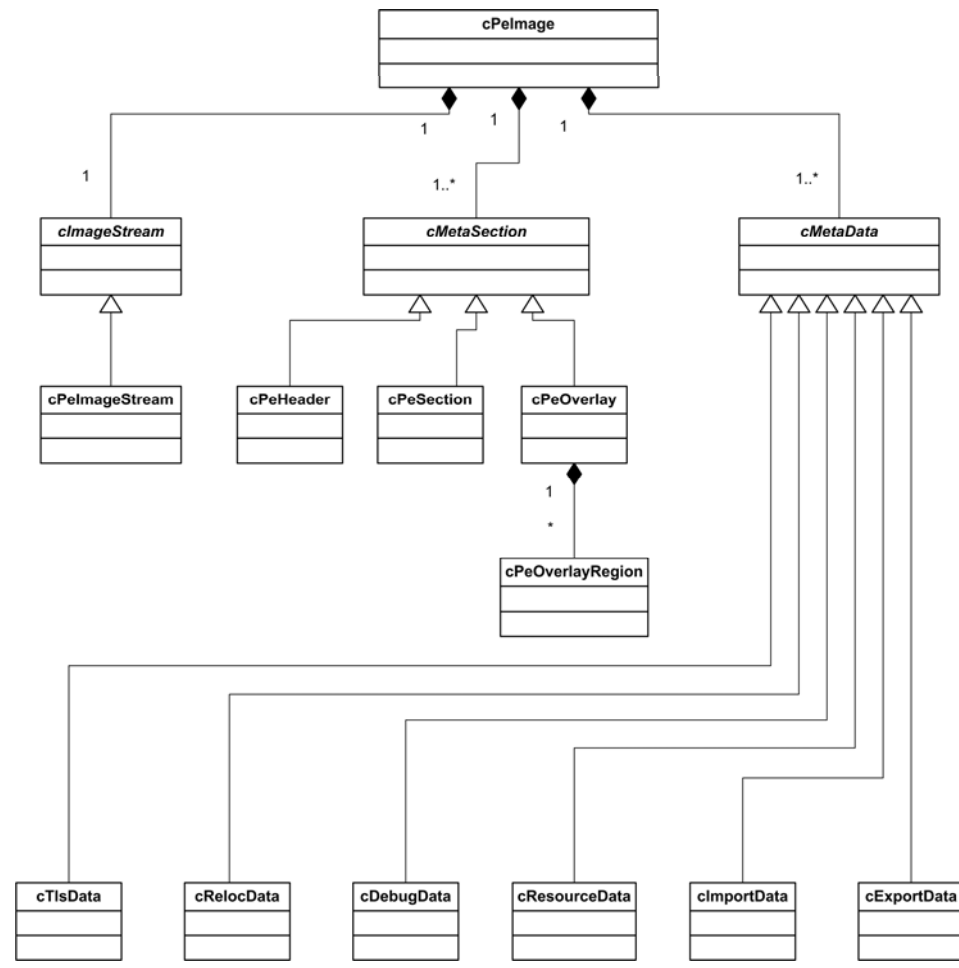 cPeImage
1
1
1
1
1..*
1..*
cImageStream
cMetaSection
cMetaData
cPeImageStream
cPeHeader
cPeSection
cPeOverlay
1
*
cPeOverlayRegion
cTlsData
cRelocData
cDebugData
cResourceData
cImportData
cExportData